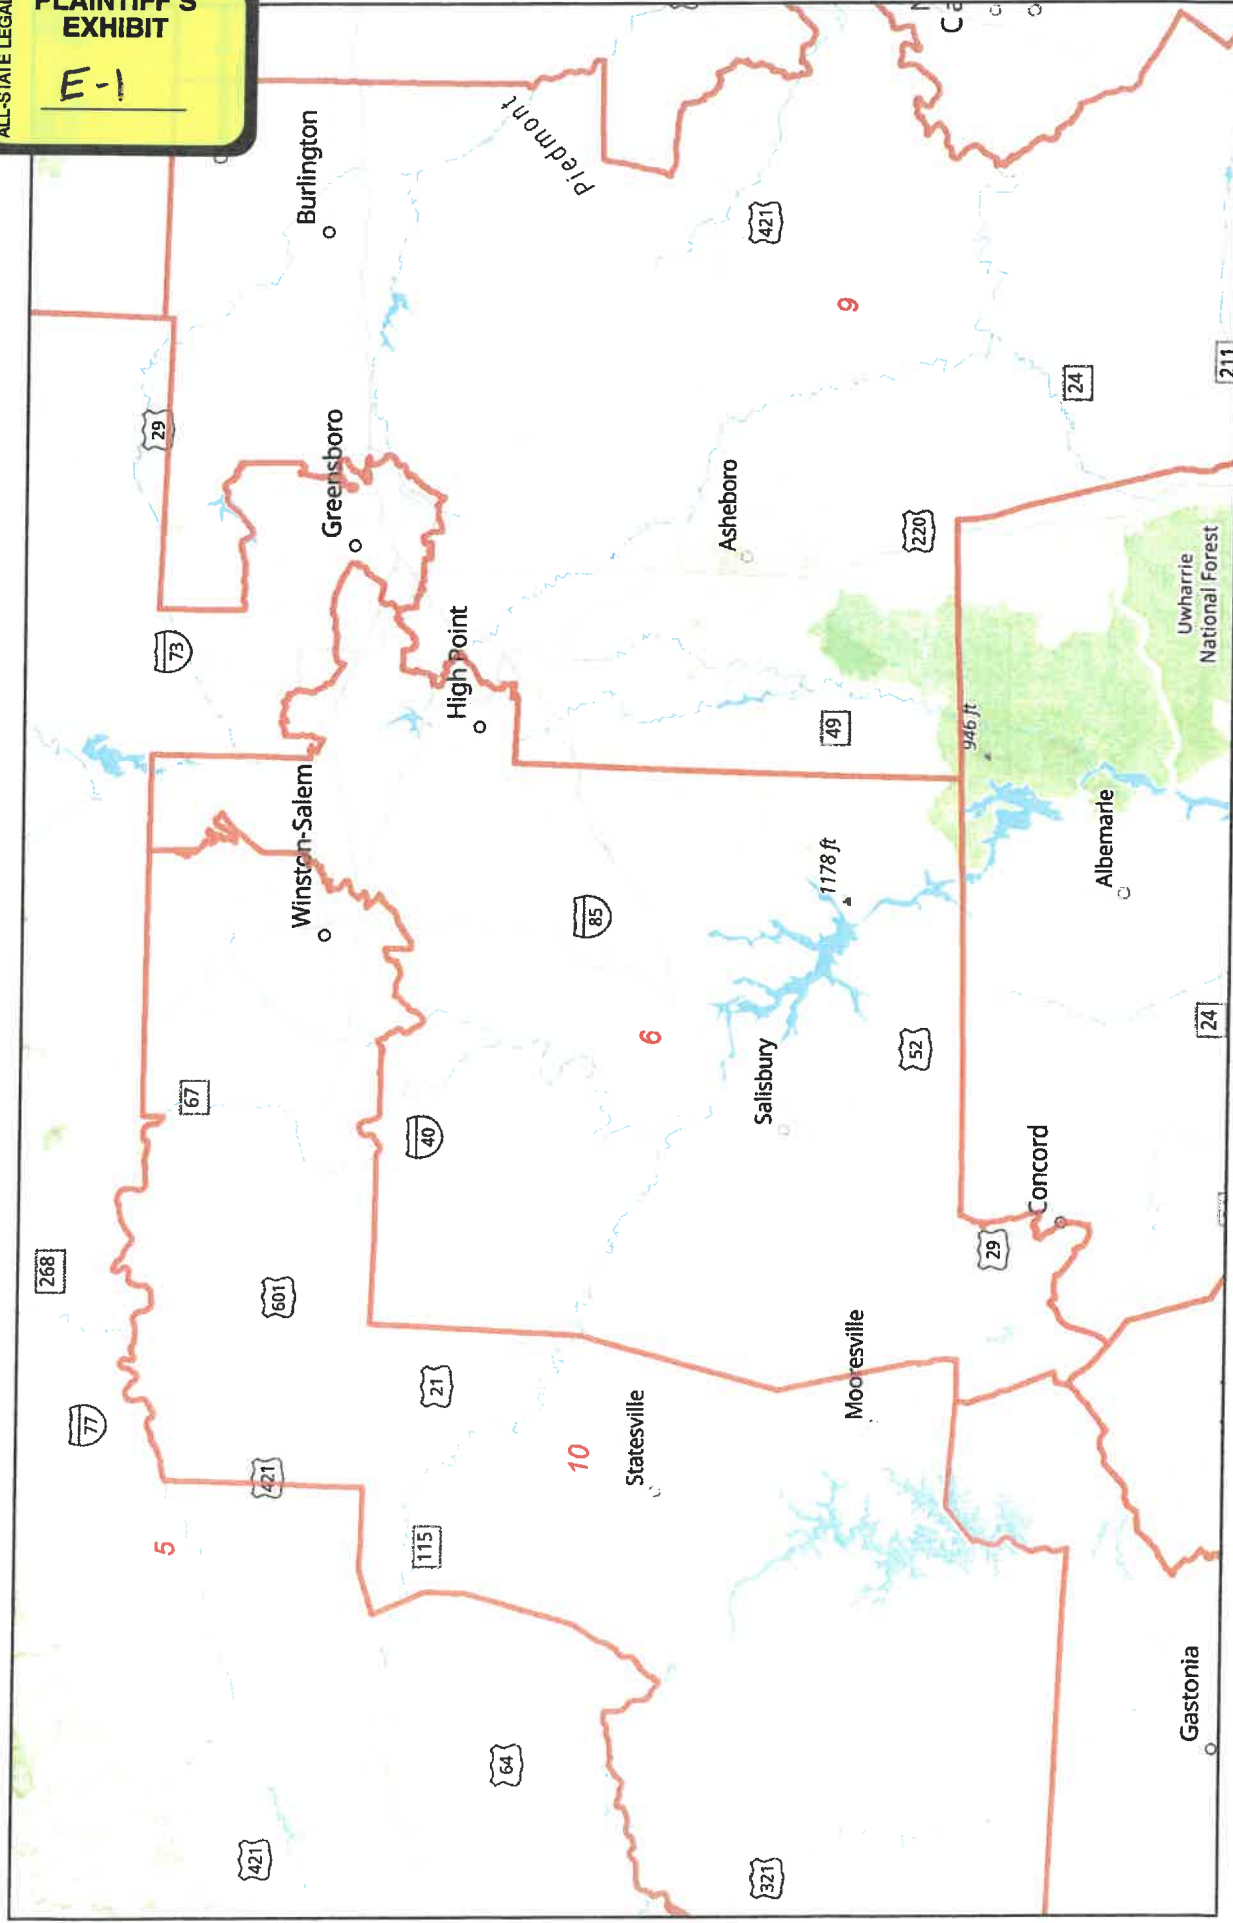 ALL-STATE LEGAL
PLAINTIFF'S
EXHIBIT
E-1
Burlington
Piedmont
421
9
29
Greensboro
24
211
Asheboro
220
Uwharrie
National Forest
73
High Point
49
946 ft
Winston-Salem
1178 ft
Albemarle
85
6
67
Salisbury
52
24
40
Concord
268
601
29
77
21
Mooresville
421
10
Statesville
5
115
64
Gastonia
421
321